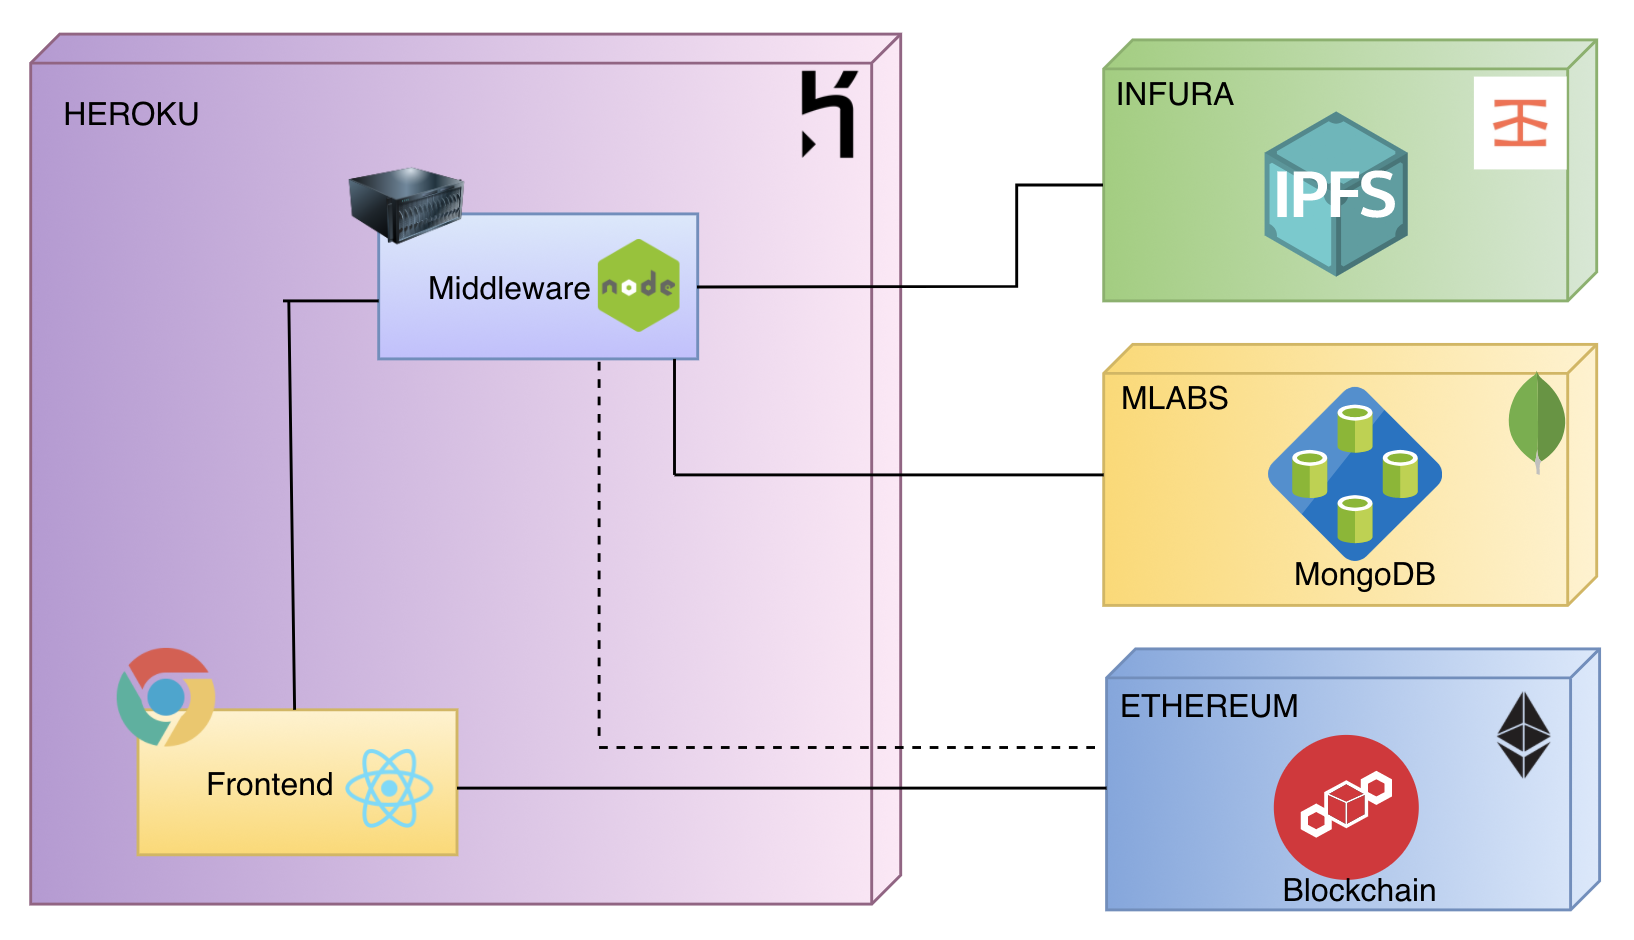 HEROKU
Middleware
node
Frontend
INFURA
IPFS
MLABS
MongoDB
ETHEREUM
Blockchain